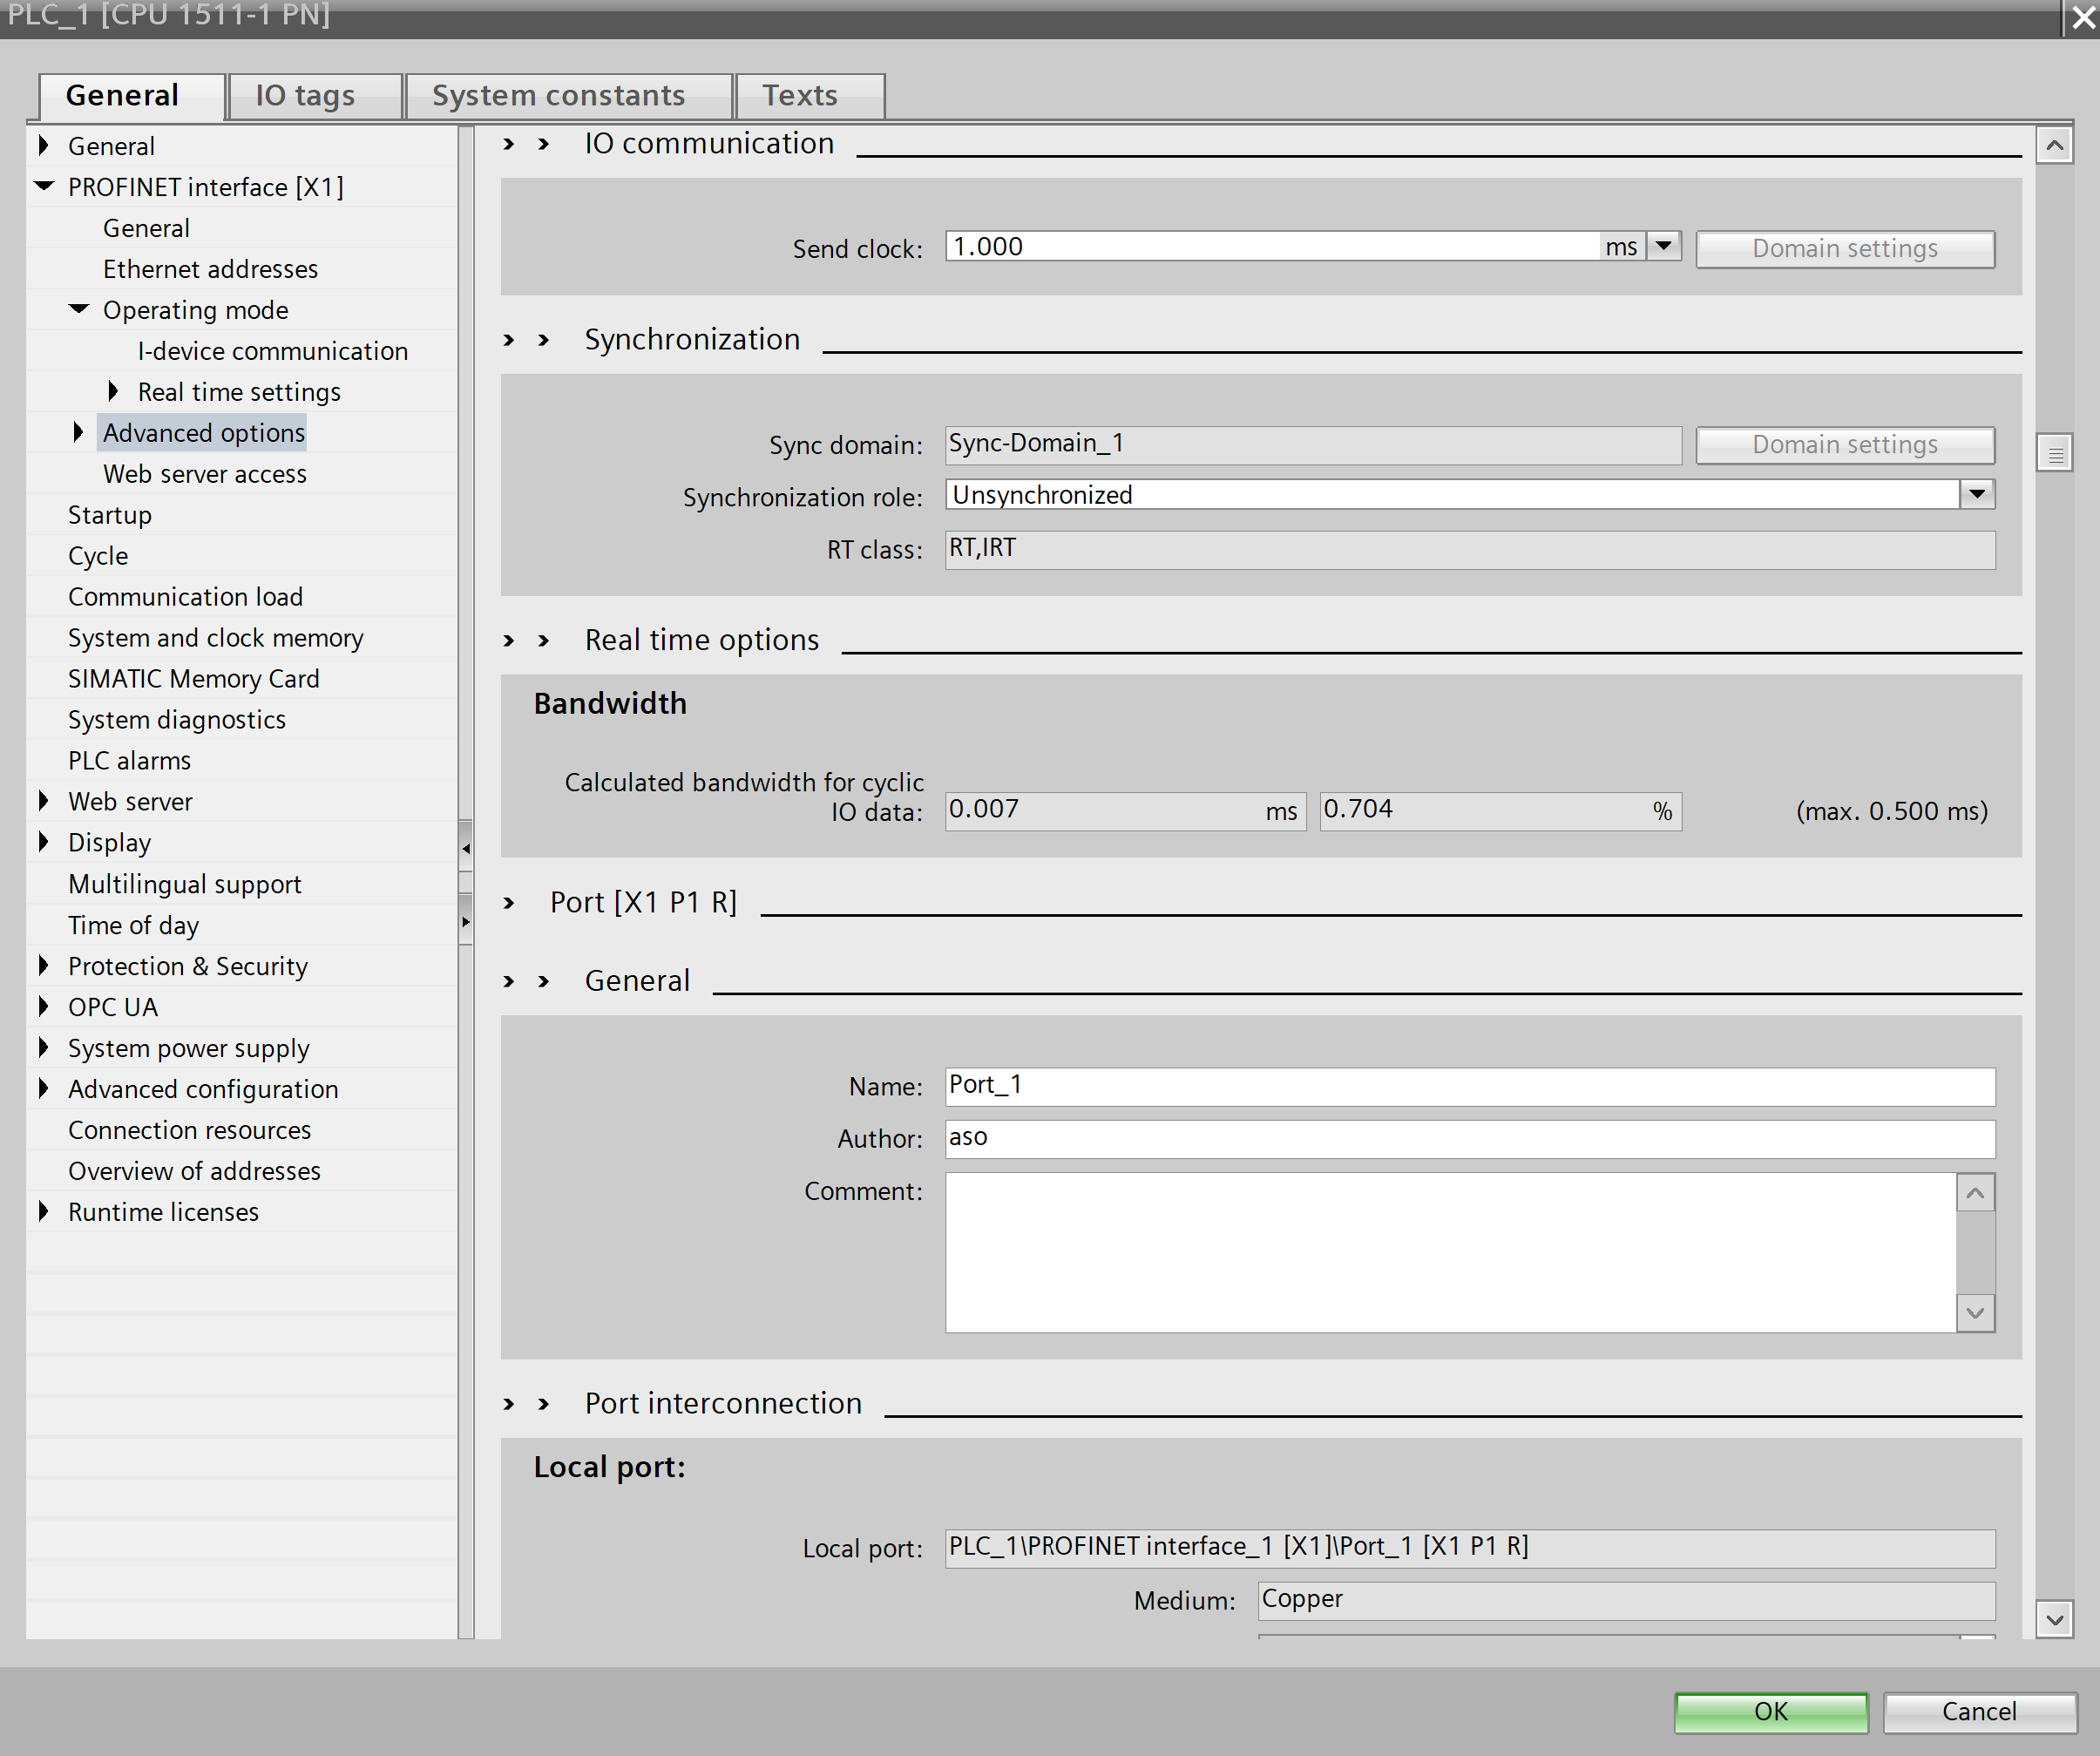 PLC_1 [CPU 1511-1 PN]
General
IO tags
System constants
Texts
General
PROFINET interface [X1]
General
Ethernet addresses
Operating mode
I-device communication
Real time settings
Advanced options
Web server access
Startup
Cycle
Communication load
System and clock memory
SIMATIC Memory Card
System diagnostics
PLC alarms
Web server
Display
Multilingual support
Time of day
Protection & Security
OPC UA
System power supply
Advanced configuration
Connection resources
Overview of addresses
Runtime licenses
IO communication
Send clock: 1.000 ms Domain settings
Synchronization
Sync domain: Sync-Domain_1 Domain settings
Synchronization role: Unsynchronized
RT class: RT,IRT
Real time options
Bandwidth
Calculated bandwidth for cyclic
IO data: 0.007 ms 0.704 % (max. 0.500 ms)
Port [X1 P1 R]
General
Name: Port_1
Author: aso
Comment:
Port interconnection
Local port:
Local port: PLC_1\PROFINET interface_1 [X1]\Port_1 [X1 P1 R]
Medium: Copper
OK
Cancel